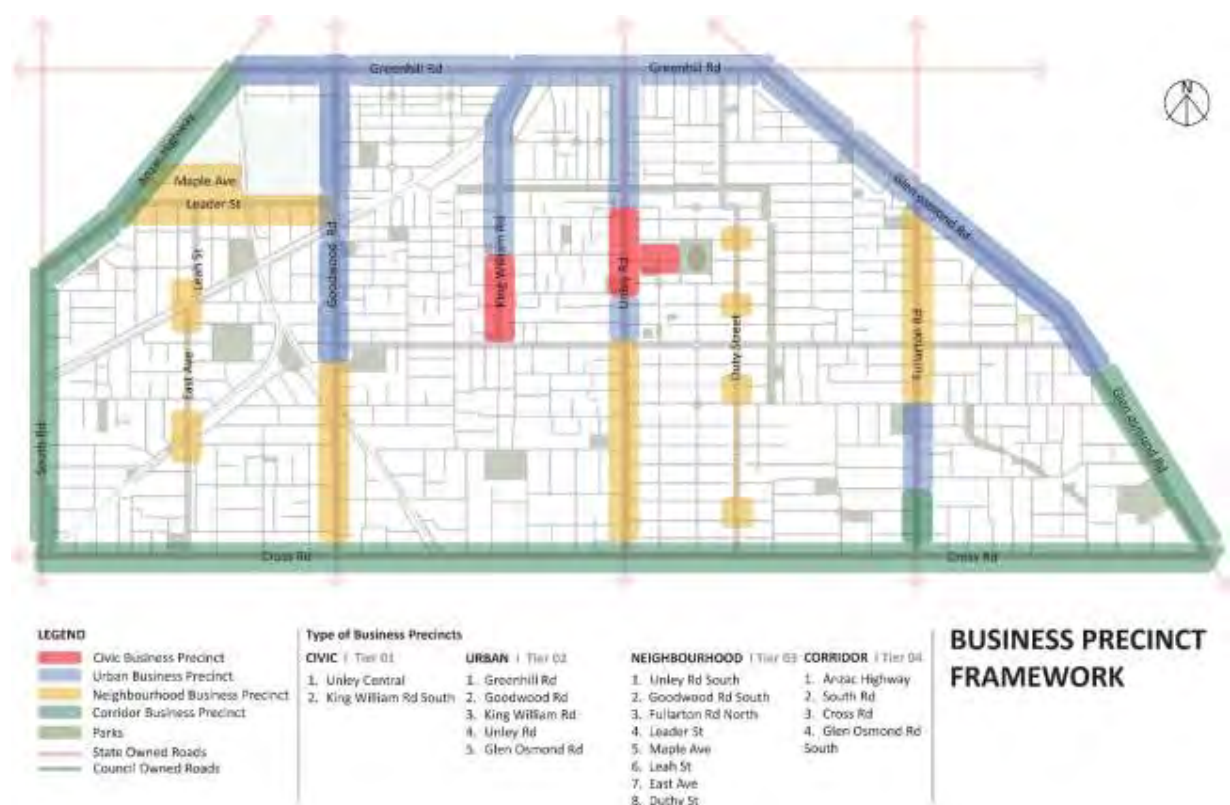 Greenhill Rd
Greenhill Rd
N
Anzac Highway
Maple Ave
Leader St
Glen osmond Rd
Goodwood Rd
King William Rd
Unley Rd
Leah St
East Ave
Duty Street
Fullarton Rd
Glen osmond Rd
South Rd
Cross Rd
Cross Rd
LEGEND
Civic Business Precinct
Urban Business Precinct
Neighbourhood Business Precinct
Corridor Business Precinct
Parks
State Owned Roads
Council Owned Roads
Type of Business Precincts
CIVIC | Tier 01
1. Unley Central
2. King William Rd South
URBAN | Tier 02
1. Greenhill Rd
2. Goodwood Rd
3. King William Rd
4. Unley Rd
5. Glen Osmond Rd
NEIGHBOURHOOD | Tier 03
1. Unley Rd South
2. Goodwood Rd South
3. Fullarton Rd North
4. Leader St
5. Maple Ave
6. Leah St
7. East Ave
8. Duthy St
CORRIDOR | Tier 04
1. Anzac Highway
2. South Rd
3. Cross Rd
4. Glen Osmond Rd
South
BUSINESS PRECINCT
FRAMEWORK